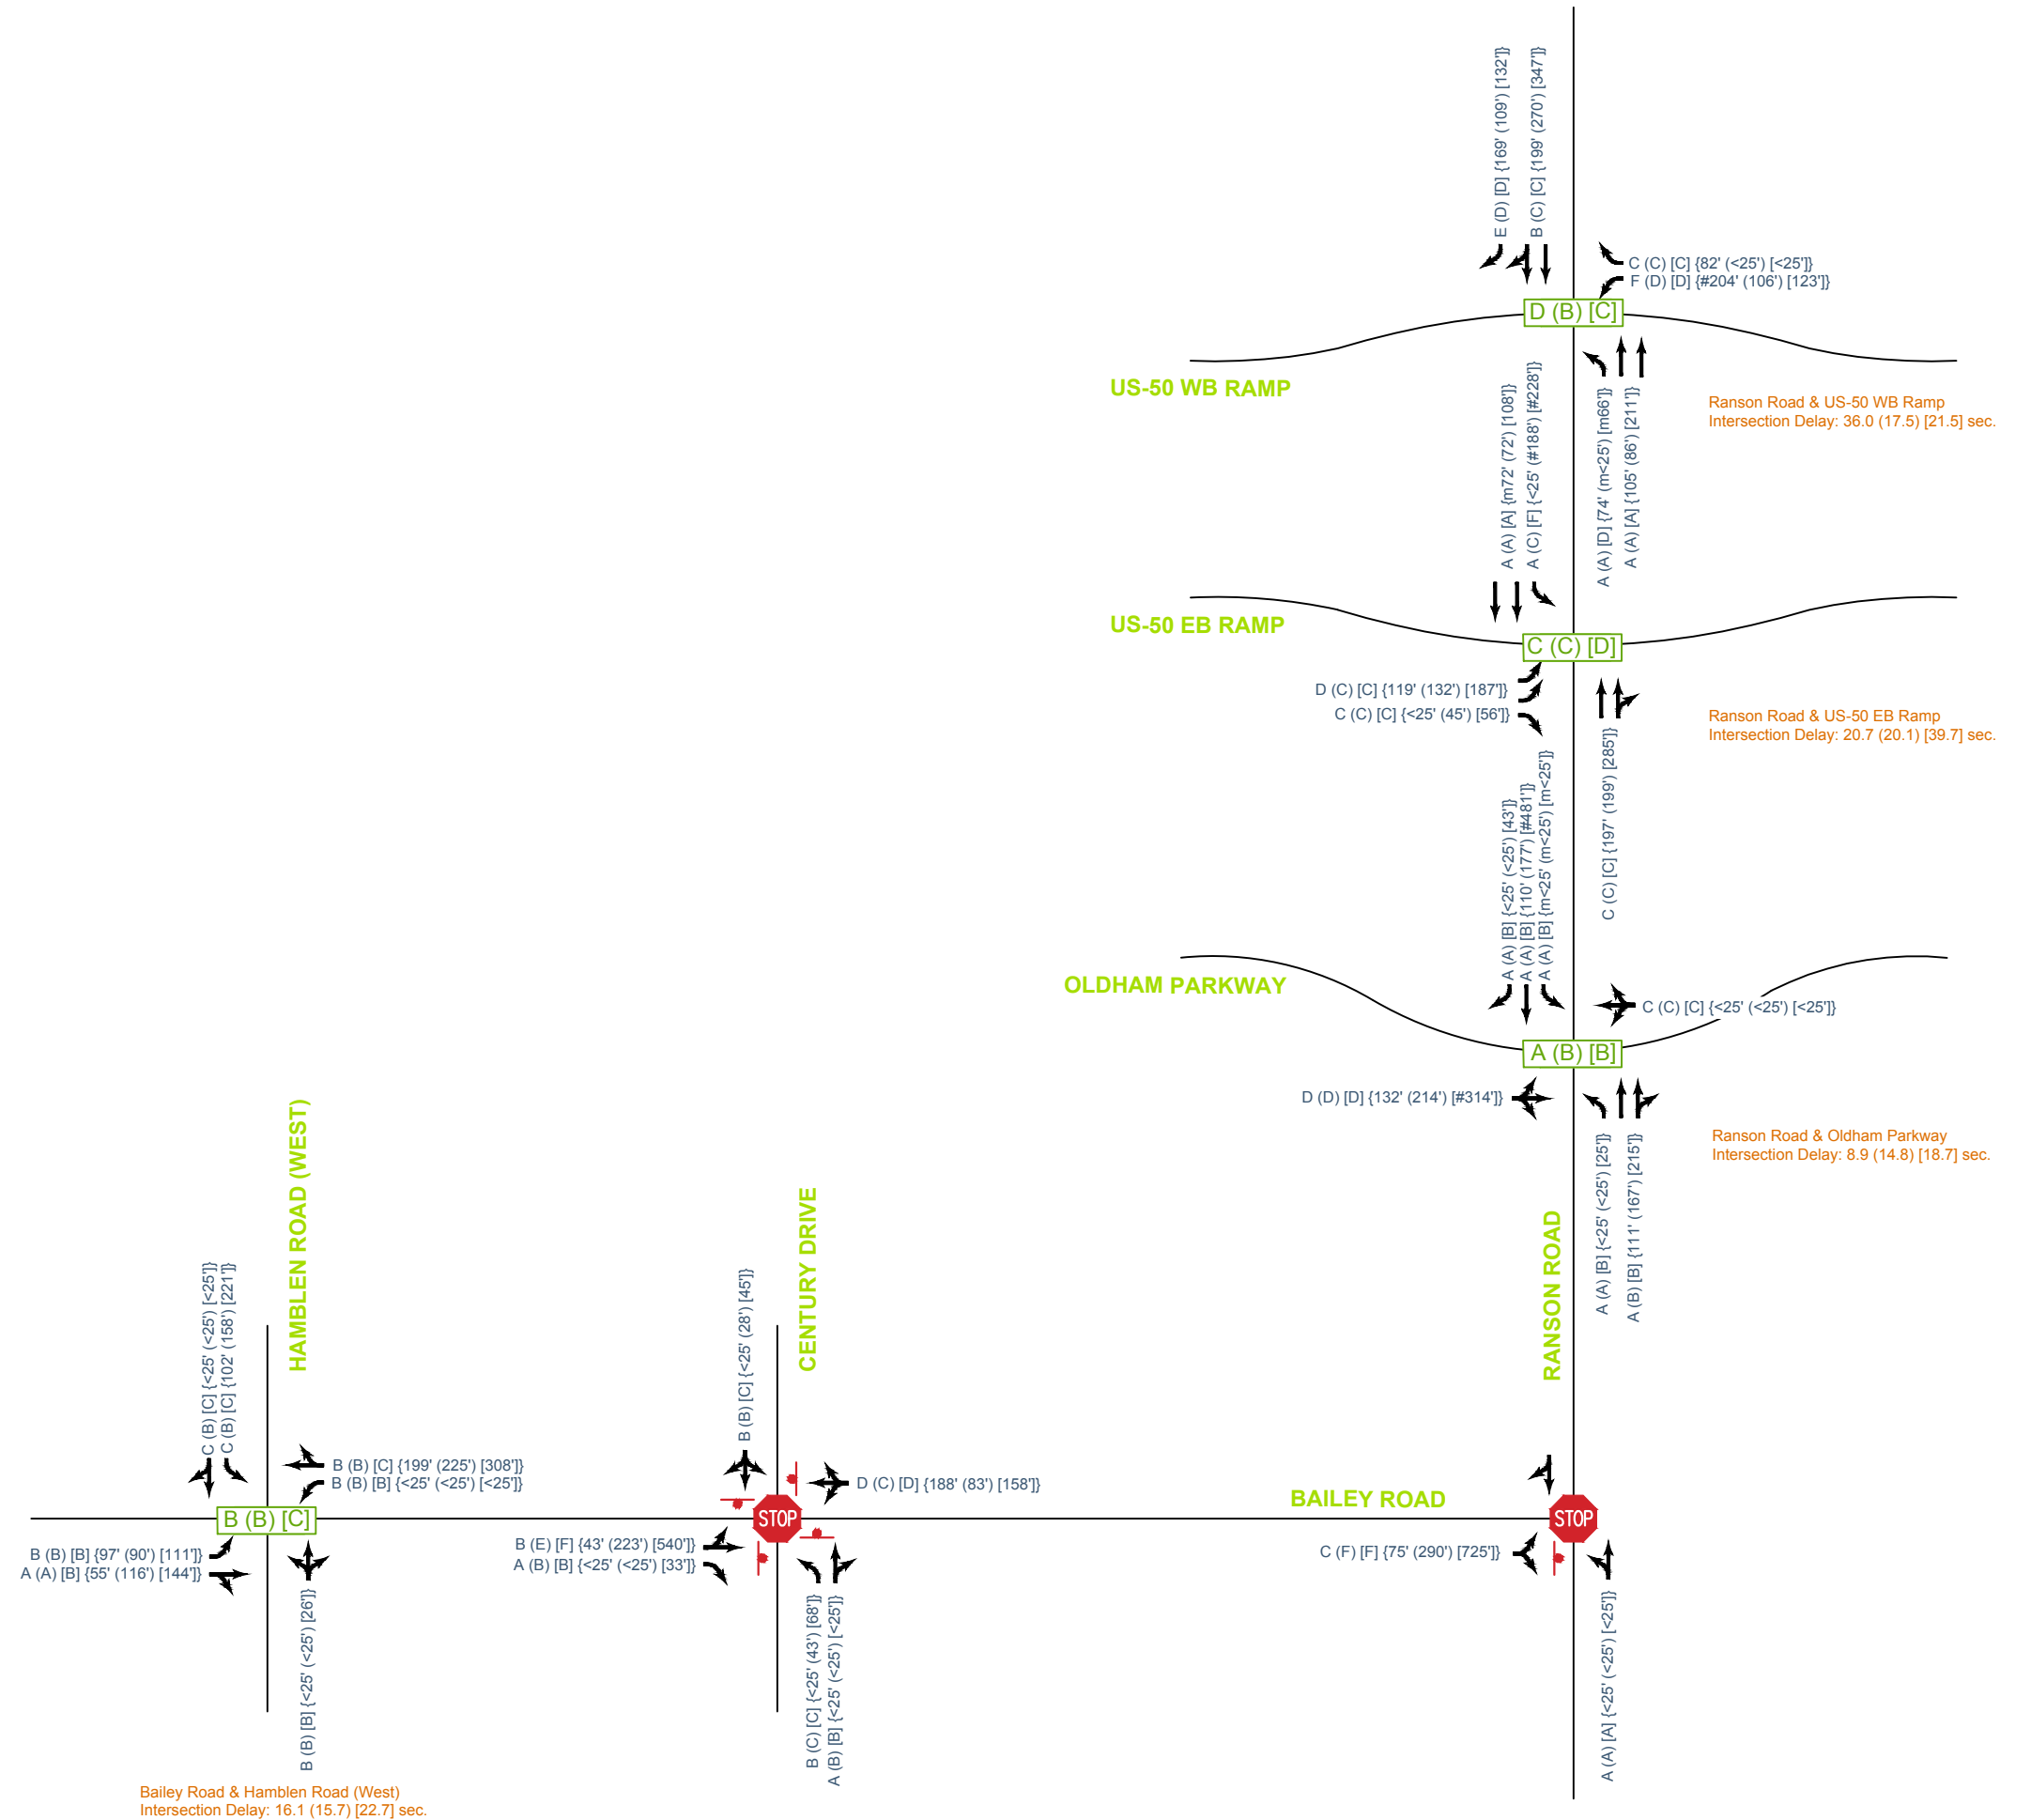 E (D) [D] {169' (109') [132']}
B (C) [C] {199' (270') [347']}
C (C) [C] {82' (<25') [<25']}
F (D) [D] {#204' (106') [123']}
D (B) [C]
US-50 WB RAMP
A (A) [A] {m72' (72') [108']}
A (C) [F] {<25' (#188') [#228']}
A (A) [D] {74' (m<25') [m66']}
A (A) [A] {105' (86') [211']}
Ranson Road & US-50 WB Ramp
Intersection Delay: 36.0 (17.5) [21.5] sec.
US-50 EB RAMP
C (C) [D]
D (C) [C] {119' (132') [187']}
C (C) [C] {<25' (45') [56']}
Ranson Road & US-50 EB Ramp
Intersection Delay: 20.7 (20.1) [39.7] sec.
A (A) [B] {<25' (<25') [43']}
A (A) [B] {110' (177') [#481']}
A (A) [B] {m<25' (m<25') [m<25']}
C (C) [C] {197' (199') [285']}
OLDHAM PARKWAY
C (C) [C] {<25' (<25') [<25']}
A (B) [B]
D (D) [D] {132' (214') [#314']}
Ranson Road & Oldham Parkway
Intersection Delay: 8.9 (14.8) [18.7] sec.
A (A) [B] {<25' (<25') [25']}
A (B) [B] {111' (167') [215']}
HAMBLEN ROAD (WEST)
CENTURY DRIVE
RANSON ROAD
C (B) [C] {<25' (<25') [<25']}
C (B) [C] {102' (158') [221']}
B (B) [C] {<25' (28') [45']}
B (B) [C] {199' (225') [308']}
B (B) [B] {<25' (<25') [<25']}
D (C) [D] {188' (83') [158']}
BAILEY ROAD
B (B) [C]
STOP
STOP
B (B) [B] {97' (90') [111']}
A (A) [B] {55' (116') [144']}
B (E) [F] {43' (223') [540']}
A (B) [B] {<25' (<25') [33']}
C (F) [F] {75' (290') [725']}
B (B) [B] {<25' (<25') [26']}
B (C) [C] {<25' (43') [68']}
A (B) [B] {<25' (<25') [<25']}
A (A) [A] {<25' (<25') [<25']}
Bailey Road & Hamblen Road (West)
Intersection Delay: 16.1 (15.7) [22.7] sec.